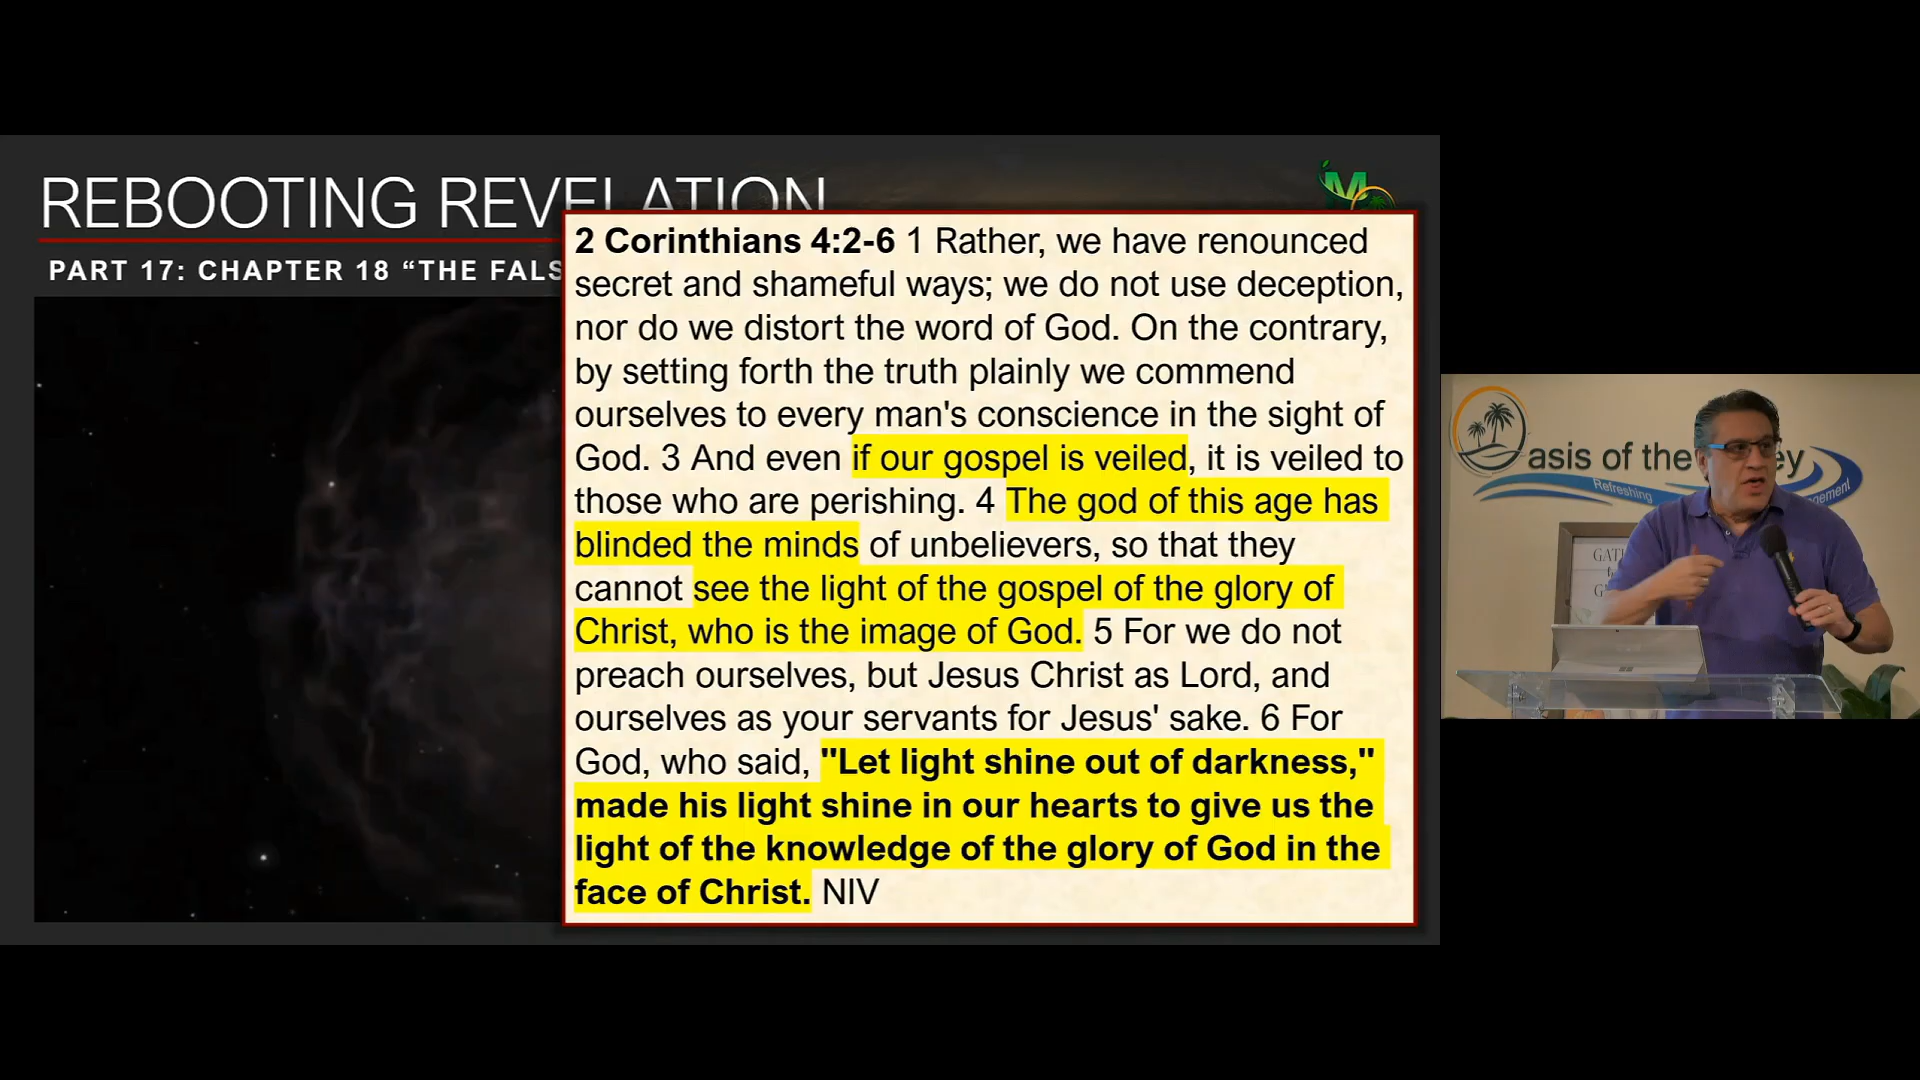 REBOOTING REVELATION
PART 17: CHAPTER 18 “THE FALS
2 Corinthians 4:2-6 1 Rather, we have renounced
secret and shameful ways; we do not use deception,
nor do we distort the word of God. On the contrary,
by setting forth the truth plainly we commend
ourselves to every man's conscience in the sight of
God. 3 And even if our gospel is veiled, it is veiled to
those who are perishing. 4 The god of this age has
blinded the minds of unbelievers, so that they
cannot see the light of the gospel of the glory of
Christ, who is the image of God. 5 For we do not
preach ourselves, but Jesus Christ as Lord, and
ourselves as your servants for Jesus' sake. 6 For
God, who said, "Let light shine out of darkness,"
made his light shine in our hearts to give us the
light of the knowledge of the glory of God in the
face of Christ. NIV
asis of the ey
Refreshing